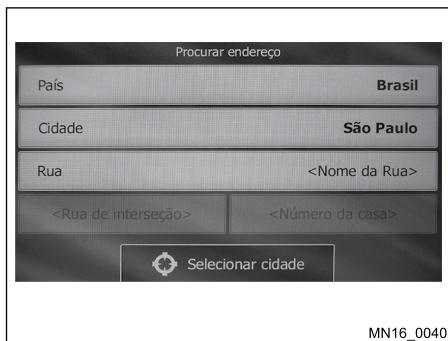 Procurar endereço
País Brasil
Cidade São Paulo
Rua <Nome da Rua>
<Rua de interseção> <Número da casa>
Selecionar cidade
MN16_0040